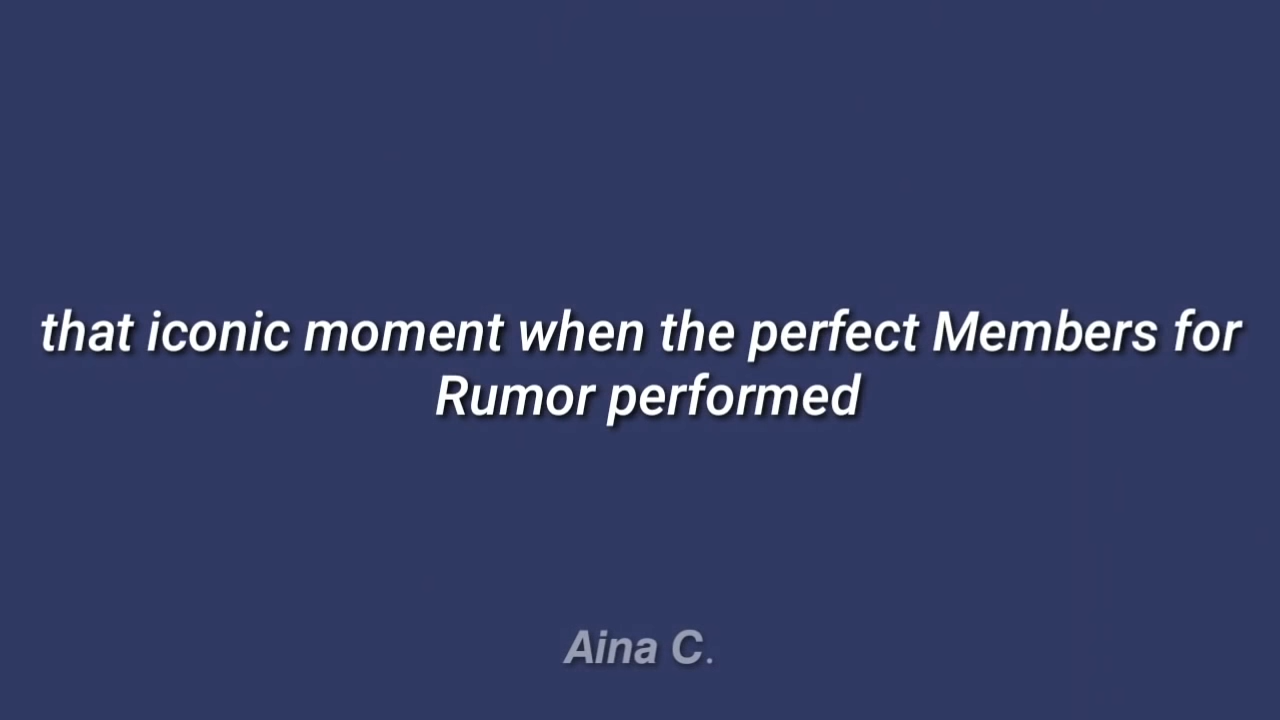 that iconic moment when the perfect Members for
Rumor performed
Aina C.